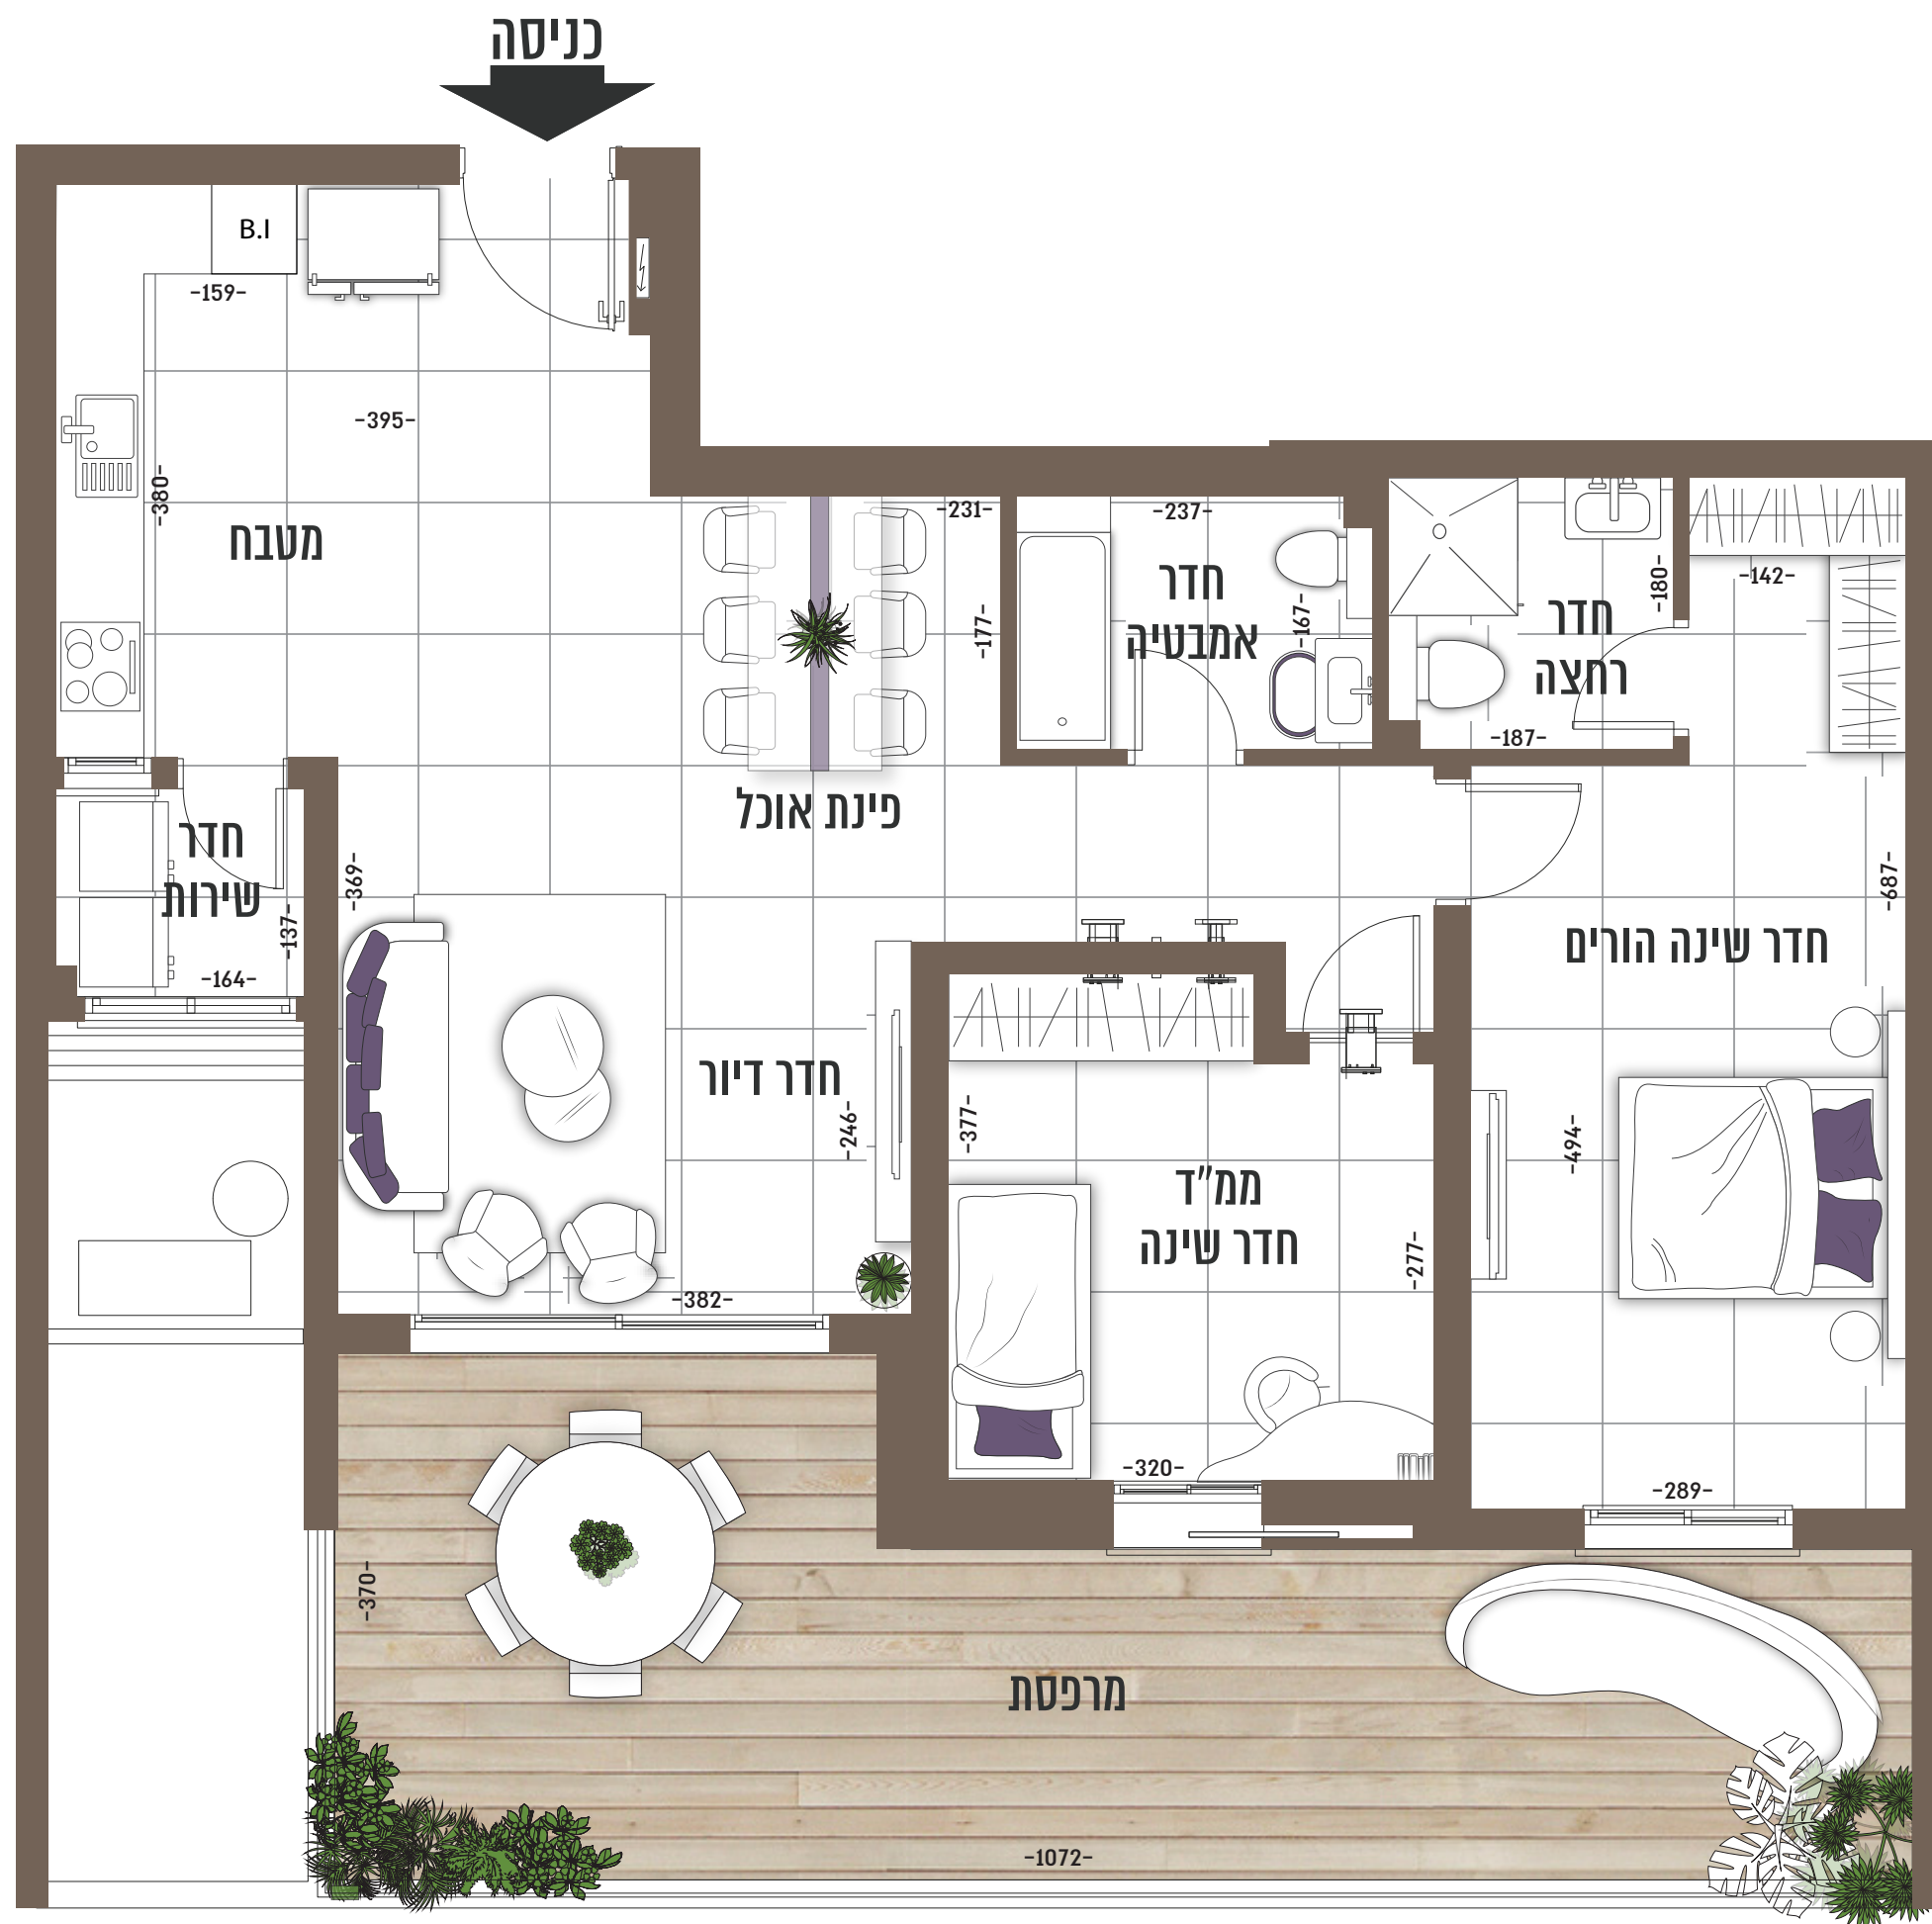 כניסה
B.I
-159-
-395-
-380-
מטבח
-231-
-177-
-237-
חדר
אמבטיה
-167-
חדר
רחצה
-180-
-187-
-142-
פינת אוכל
חדר
שירות
-137-
-164-
-369-
-687-
חדר שינה הורים
חדר דיור
-246-
-377-
-494-
ממ"ד
חדר שינה
-277-
-382-
-320-
-289-
-370-
מרפסת
-1072-